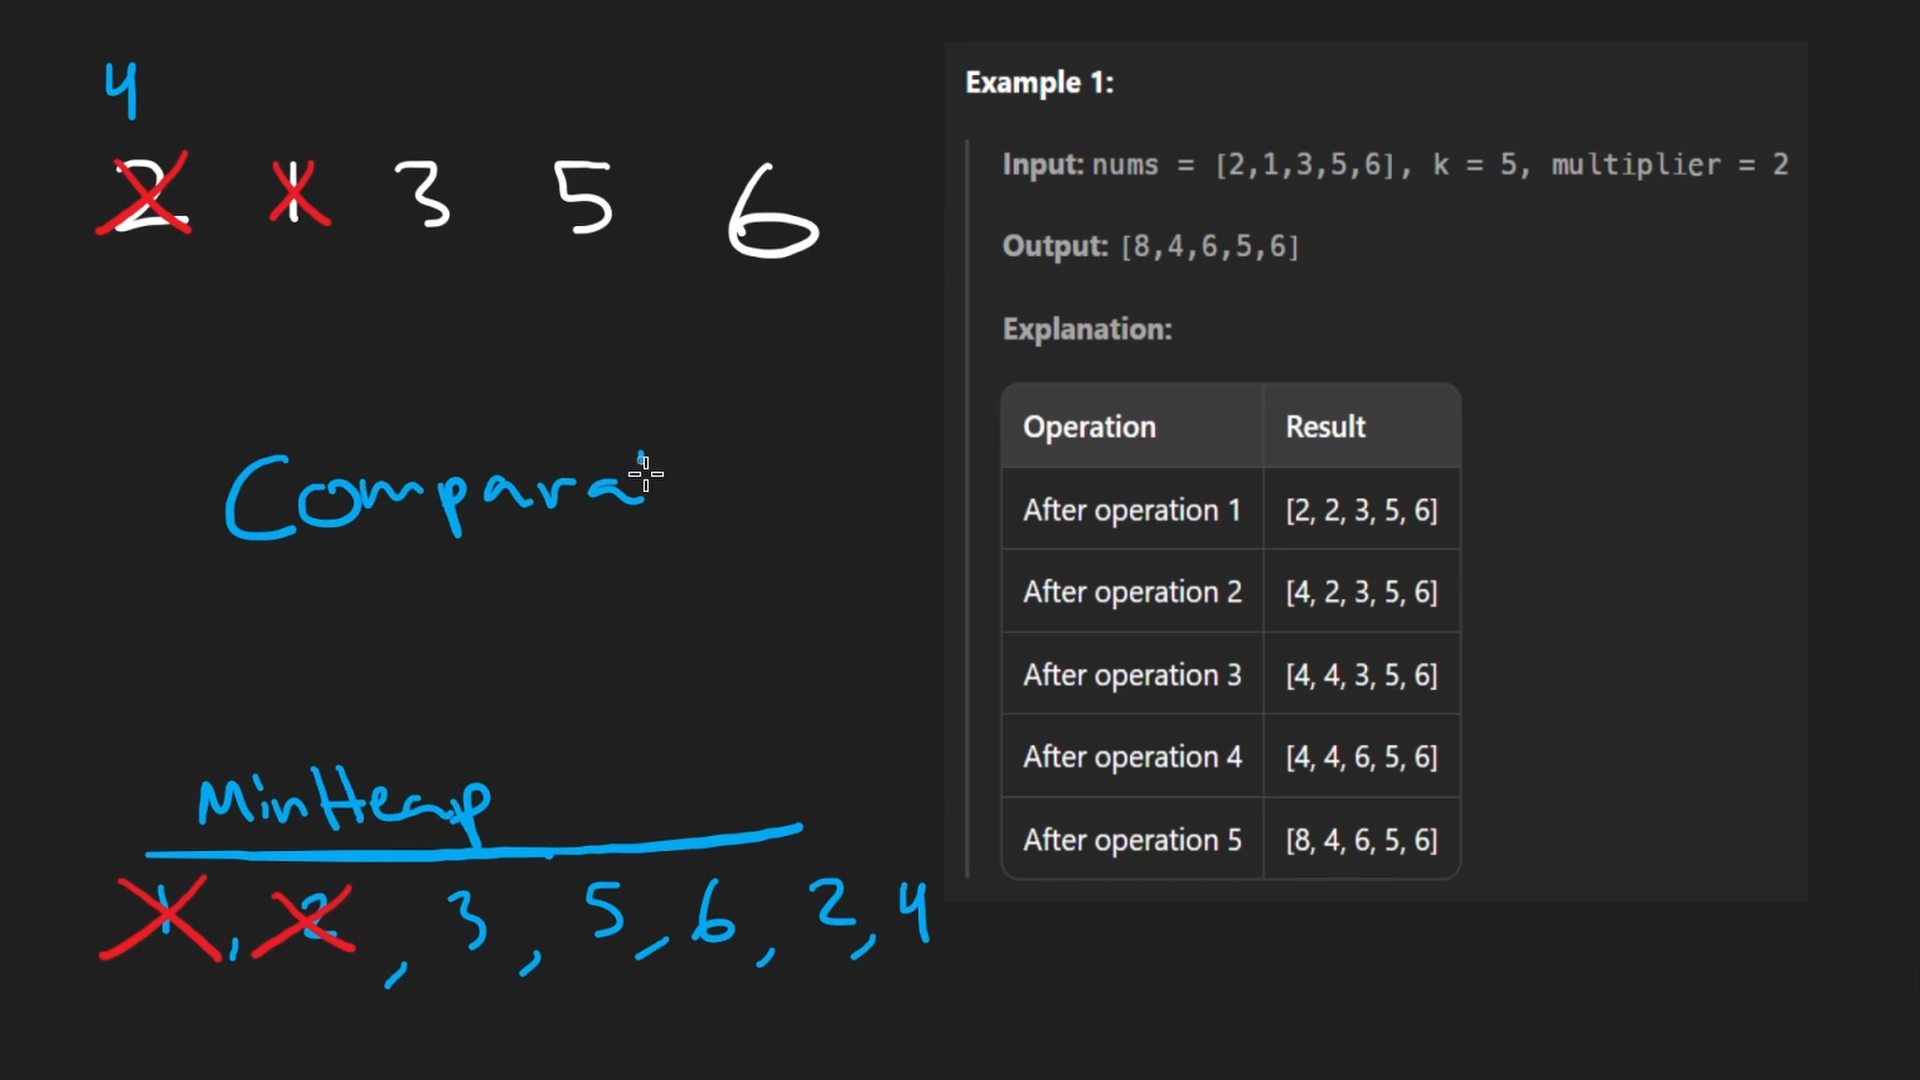 4
2 1 3 5 6
Compara
MinHeap
1, 2, 3, 5, 6, 2, 4
Example 1:
Input: nums = [2,1,3,5,6], k = 5, multiplier = 2
Output: [8,4,6,5,6]
Explanation:
Operation Result
After operation 1 [2, 2, 3, 5, 6]
After operation 2 [4, 2, 3, 5, 6]
After operation 3 [4, 4, 3, 5, 6]
After operation 4 [4, 4, 6, 5, 6]
After operation 5 [8, 4, 6, 5, 6]